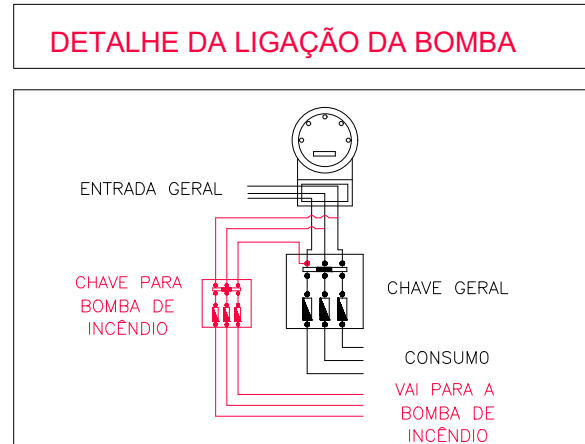 DETALHE DA LIGAÇÃO DA BOMBA
ENTRADA GERAL
CHAVE PARA
BOMBA DE
INCÊNDIO
CHAVE GERAL
CONSUMO
VAI PARA A
BOMBA DE
INCÊNDIO